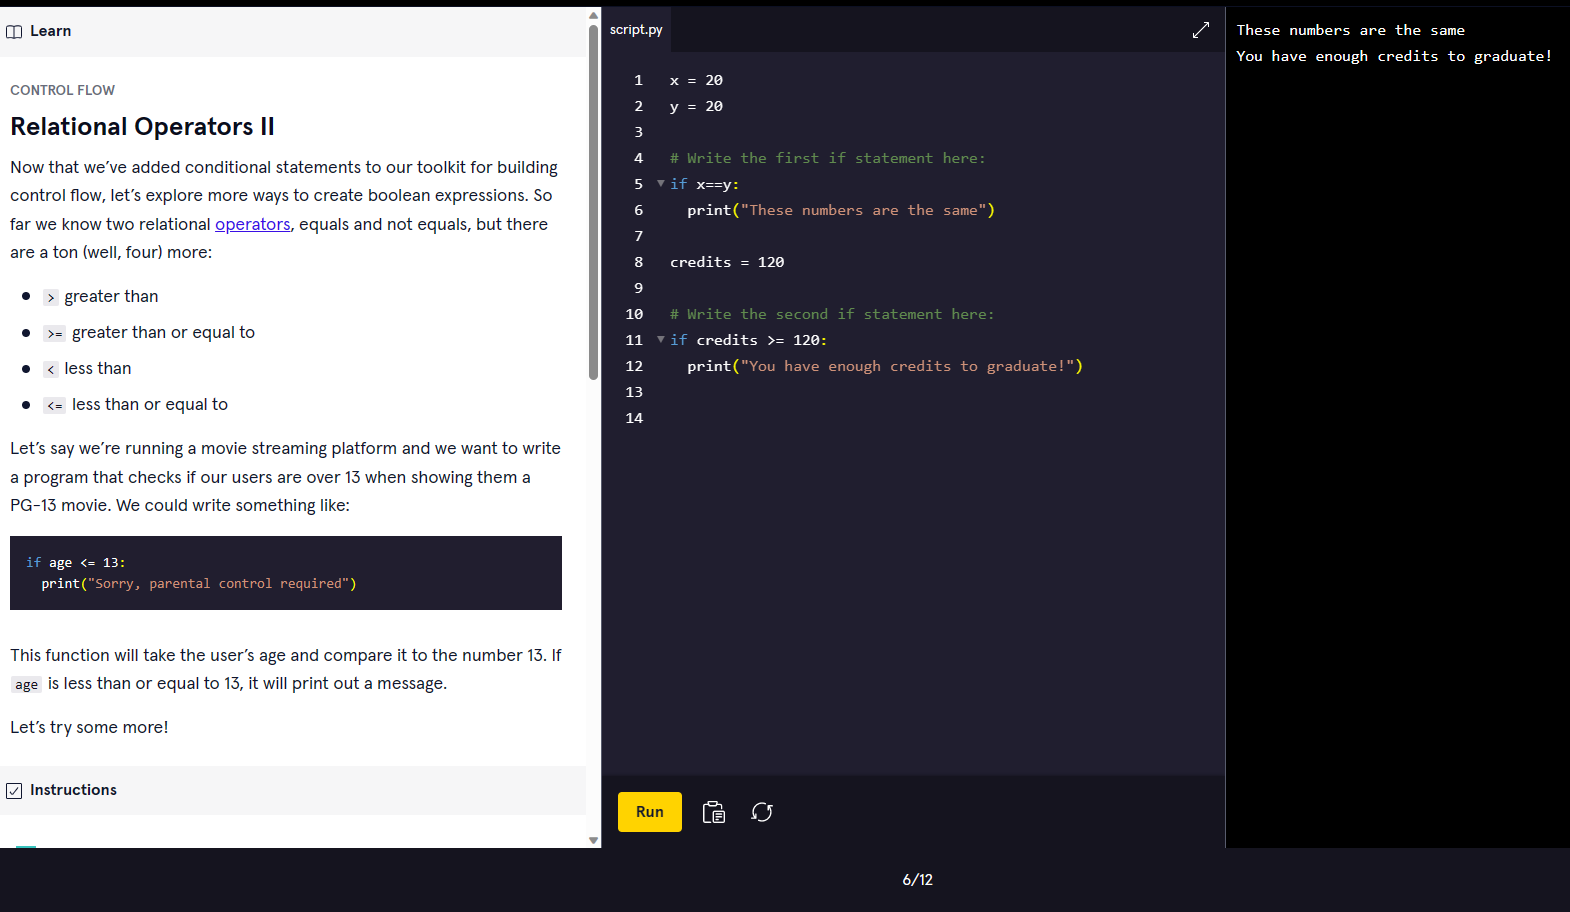 Learn
CONTROL FLOW
Relational Operators II
Now that we've added conditional statements to our toolkit for building
control flow, let's explore more ways to create boolean expressions. So
far we know two relational operators, equals and not equals, but there
are a ton (well, four) more:
> greater than
>= greater than or equal to
< less than
<= less than or equal to
Let's say we're running a movie streaming platform and we want to write
a program that checks if our users are over 13 when showing them a
PG-13 movie. We could write something like:
if age <= 13:
  print("Sorry, parental control required")
This function will take the user's age and compare it to the number 13. If
age is less than or equal to 13, it will print out a message.
Let's try some more!
Instructions
script.py
1 x = 20
2 y = 20
3
4 # Write the first if statement here:
5 if x==y:
6   print("These numbers are the same")
7
8 credits = 120
9
10 # Write the second if statement here:
11 if credits >= 120:
12   print("You have enough credits to graduate!")
13
14
Run
These numbers are the same
You have enough credits to graduate!
6/12